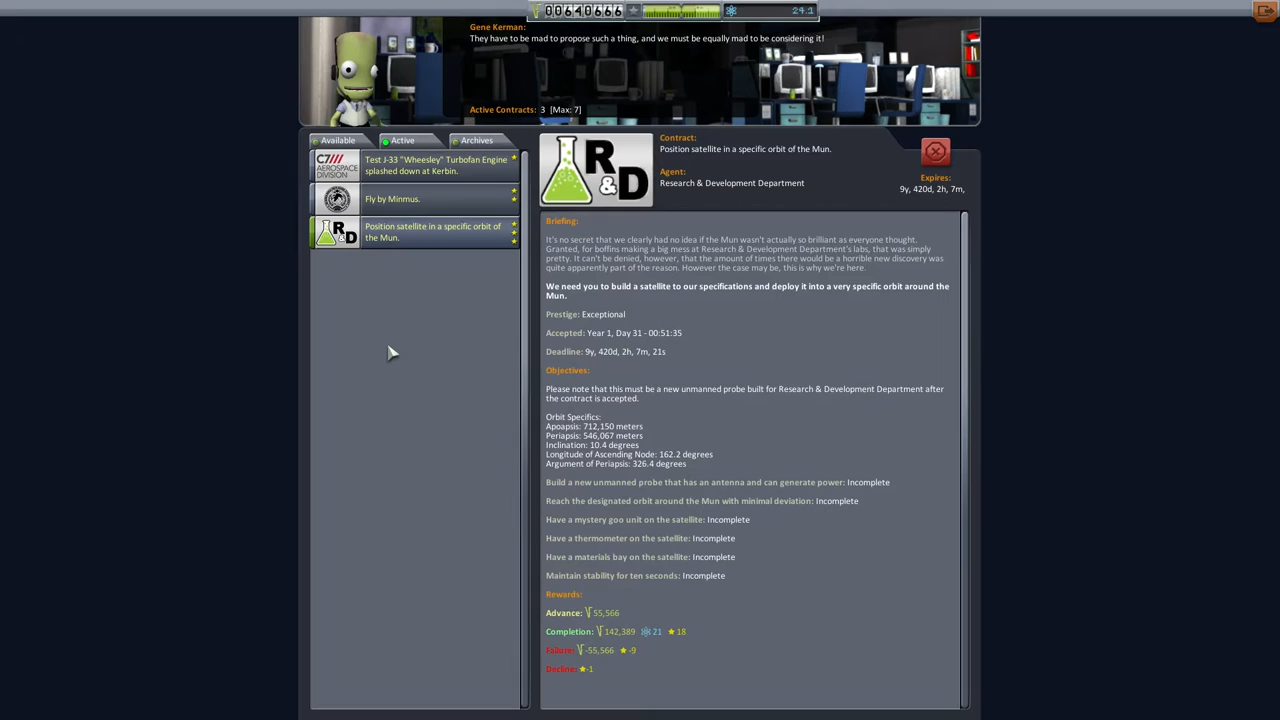 00640666
24.1
Gene Kerman:
They have to be mad to propose such a thing, and we must be equally mad to be considering it!
Active Contracts: 3 [Max: 7]
Available
Active
Archives
C7///
AEROSPACE
DIVISION
Test J-33 "Wheesley" Turbofan Engine
splashed down at Kerbin.
Fly by Minmus.
R&D
Position satellite in a specific orbit of
the Mun.
R
&D
Contract:
Position satellite in a specific orbit of the Mun.
Agent:
Research & Development Department
Expires:
9y, 420d, 2h, 7m,
Briefing:
It's no secret that we clearly had no idea if the Mun wasn't actually so brilliant as everyone thought.
Granted, for boffins making a big mess at Research & Development Department's labs, that was simply
pretty. It can't be denied, however, that the amount of times there would be a horrible new discovery was
quite apparently part of the reason. However the case may be, this is why we're here.
We need you to build a satellite to our specifications and deploy it into a very specific orbit around the
Mun.
Prestige: Exceptional
Accepted: Year 1, Day 31 - 00:51:35
Deadline: 9y, 420d, 2h, 7m, 21s
Objectives:
Please note that this must be a new unmanned probe built for Research & Development Department after
the contract is accepted.
Orbit Specifics:
Apoapsis: 712,150 meters
Periapsis: 546,067 meters
Inclination: 10.4 degrees
Longitude of Ascending Node: 162.2 degrees
Argument of Periapsis: 326.4 degrees
Build a new unmanned probe that has an antenna and can generate power: Incomplete
Reach the designated orbit around the Mun with minimal deviation: Incomplete
Have a mystery goo unit on the satellite: Incomplete
Have a thermometer on the satellite: Incomplete
Have a materials bay on the satellite: Incomplete
Maintain stability for ten seconds: Incomplete
Rewards:
Advance: 55,566
Completion: 142,389 21 18
Failure: -55,566 -9
Decline: -1